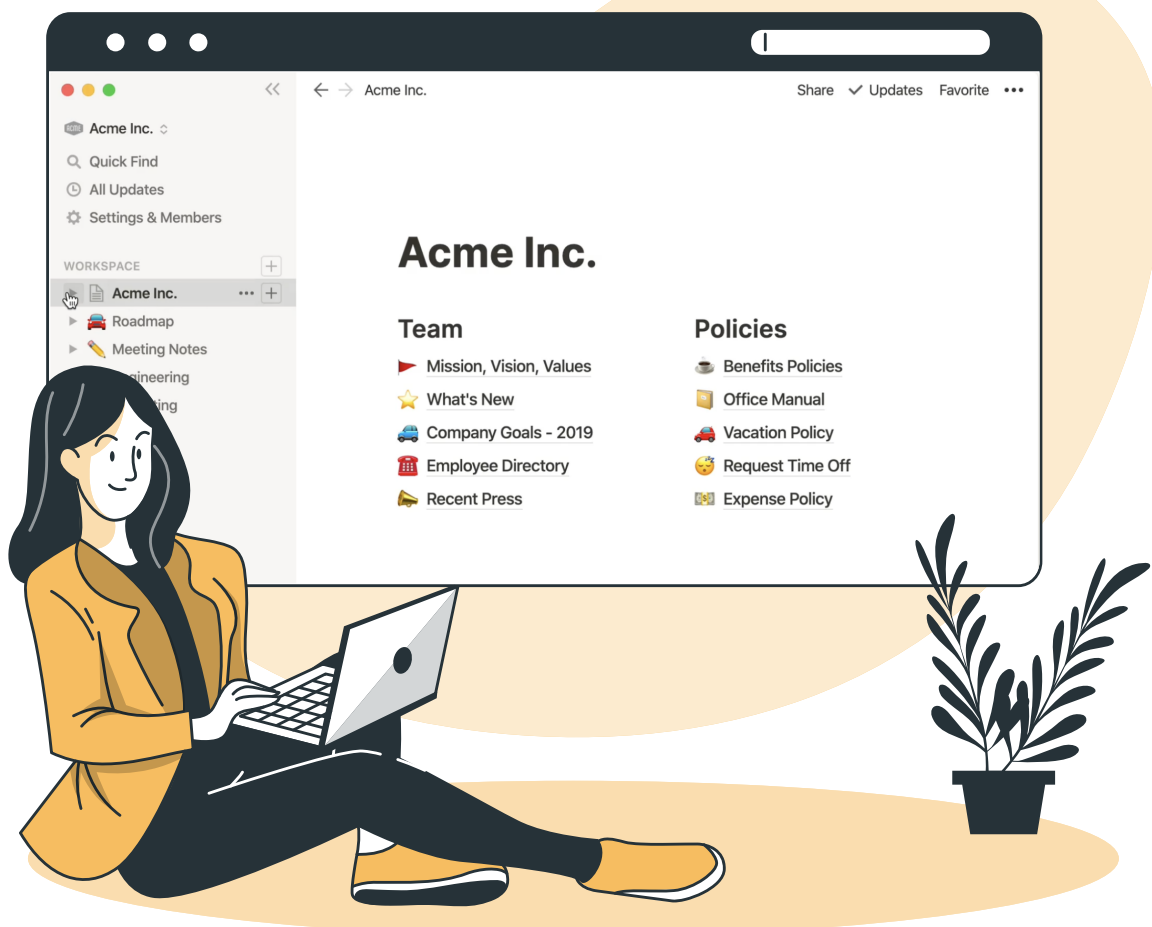 Acme Inc.
Share
Updates
Favorite
Acme Inc.
Quick Find
All Updates
Settings & Members
WORKSPACE
Acme Inc.
Roadmap
Meeting Notes
Acme Inc.
Team
Mission, Vision, Values
What's New
Company Goals - 2019
Employee Directory
Recent Press
Policies
Benefits Policies
Office Manual
Vacation Policy
Request Time Off
Expense Policy